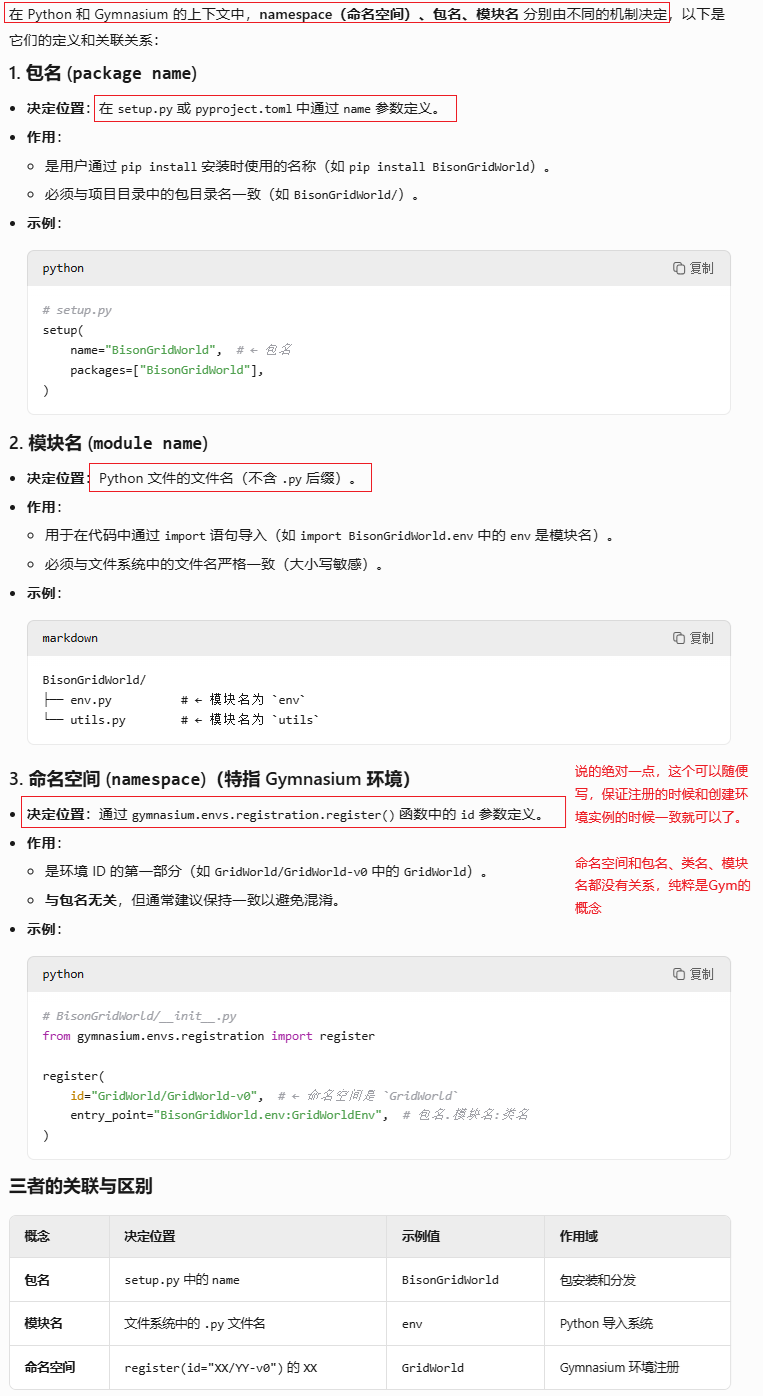 在 Python 和 Gymnasium 的上下文中，namespace（命名空间）、包名、模块名 分别由不同的机制决定，以下是
它们的定义和关联关系：
1. 包名 (package name)
• 决定位置：在 setup.py 或 pyproject.toml 中通过 name 参数定义。
• 作用：
○ 是用户通过 pip install 安装时使用的名称（如 pip install BisonGridWorld）。
○ 必须与项目目录中的包目录名一致（如 BisonGridWorld/）。
• 示例：
python 复制
# setup.py
setup(
    name="BisonGridWorld",  # ← 包名
    packages=["BisonGridWorld"],
)
2. 模块名 (module name)
• 决定位置：Python 文件的文件名（不含 .py 后缀）。
• 作用：
○ 用于在代码中通过 import 语句导入（如 import BisonGridWorld.env 中的 env 是模块名）。
○ 必须与文件系统中的文件名严格一致（大小写敏感）。
• 示例：
markdown 复制
BisonGridWorld/
├── env.py          # ← 模块名为 `env`
└── utils.py        # ← 模块名为 `utils`
3. 命名空间 (namespace)（特指 Gymnasium 环境）
• 决定位置：通过 gymnasium.envs.registration.register() 函数中的 id 参数定义。
• 作用：
○ 是环境 ID 的第一部分（如 GridWorld/GridWorld-v0 中的 GridWorld）。
○ 与包名无关，但通常建议保持一致以避免混淆。
• 示例：
说的绝对一点，这个可以随便
写，保证注册的时候和创建环
境实例的时候一致就可以了。
命名空间和包名、类名、模块
名都没有关系，纯粹是Gym的
概念
python 复制
# BisonGridWorld/__init__.py
from gymnasium.envs.registration import register
register(
    id="GridWorld/GridWorld-v0",  # ← 命名空间是 `GridWorld`
    entry_point="BisonGridWorld.env:GridWorldEnv",  # 包名.模块名:类名
)
三者的关联与区别
概念 决定位置 示例值 作用域
包名 setup.py 中的 name BisonGridWorld 包安装和分发
模块名 文件系统中的 .py 文件名 env Python 导入系统
命名空间 register(id="XX/YY-v0") 的 XX GridWorld Gymnasium 环境注册